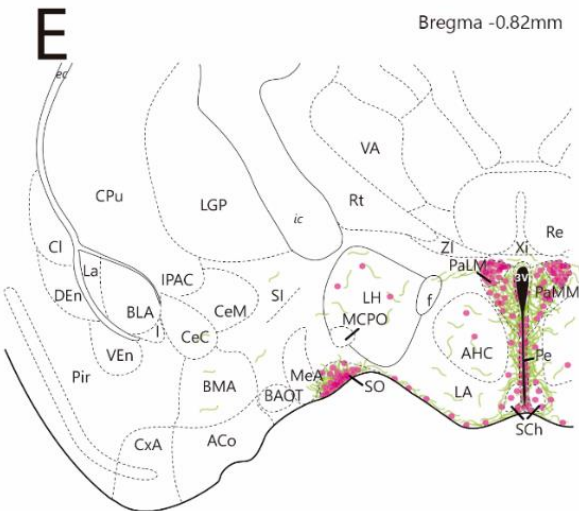 E
Bregma -0.82mm
ec
VA
CPu
LGP
Rt
ic
Re
Cl
ZI
Xi
La
IPAC
PaLM
3V
DEn
CeM
SI
LH
f
PaMM
BLA
I
MCPO
CeC
VEn
AHC
Pe
Pir
BMA
MeA
SO
BAOT
LA
CxA
ACo
SCh